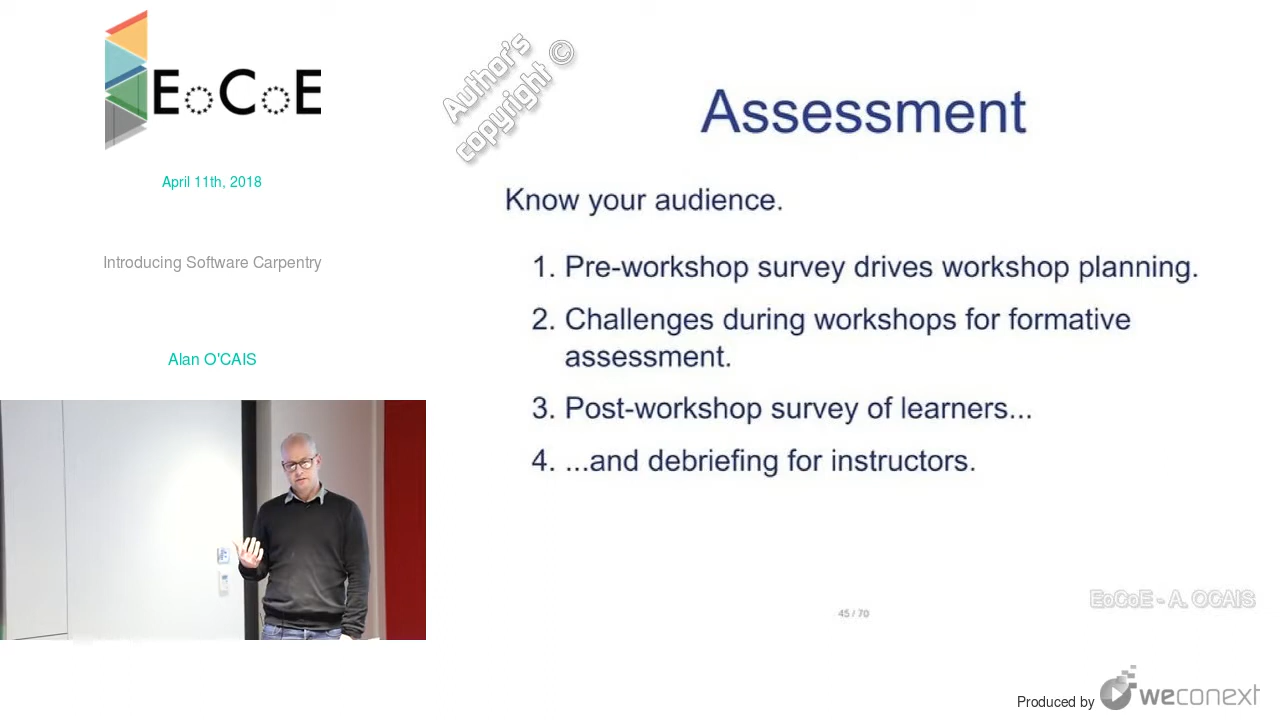 EoCoE
April 11th, 2018
Introducing Software Carpentry
Alan O'CAIS
Author's
copyright ©
Assessment
Know your audience.
1. Pre-workshop survey drives workshop planning.
2. Challenges during workshops for formative
assessment.
3. Post-workshop survey of learners...
4. ...and debriefing for instructors.
45 / 70
EoCoE - A. OCAIS
Produced by weconext